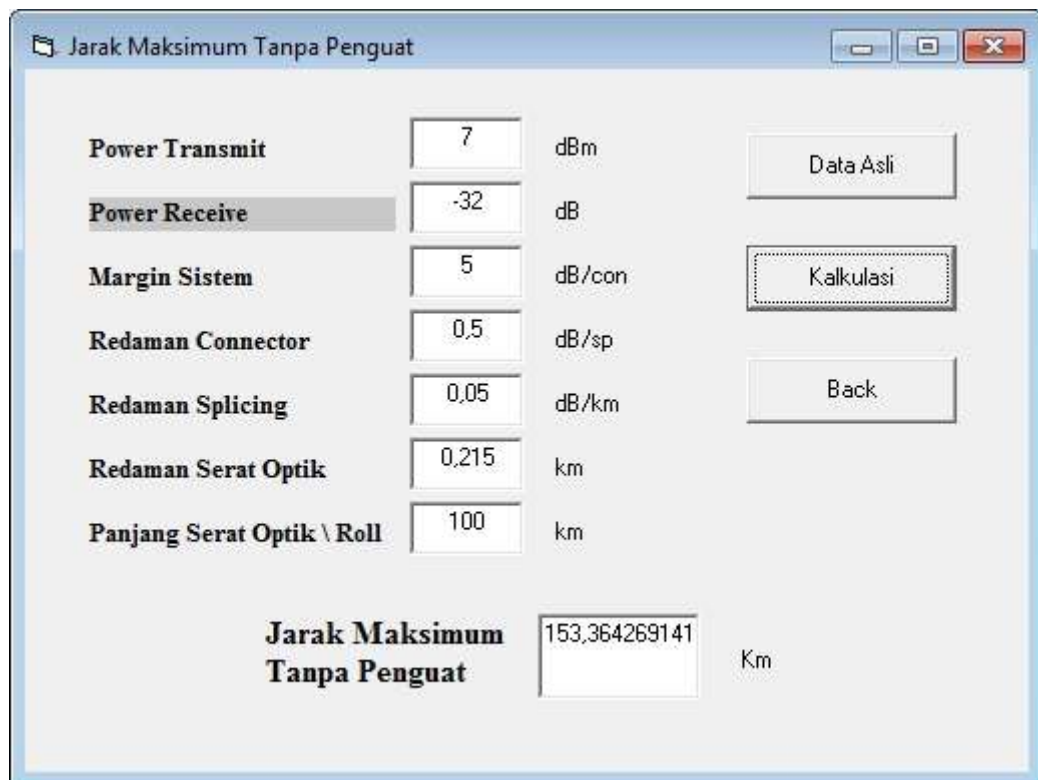 Jarak Maksimum Tanpa Penguat
Power Transmit 7 dBm
Data Asli
Power Receive -32 dB
Margin Sistem 5 dB/con
Kalkulasi
Redaman Connector 0,5 dB/sp
Redaman Splicing 0,05 dB/km
Back
Redaman Serat Optik 0,215 km
Panjang Serat Optik \ Roll 100 km
Jarak Maksimum
Tanpa Penguat
153,364269141
Km